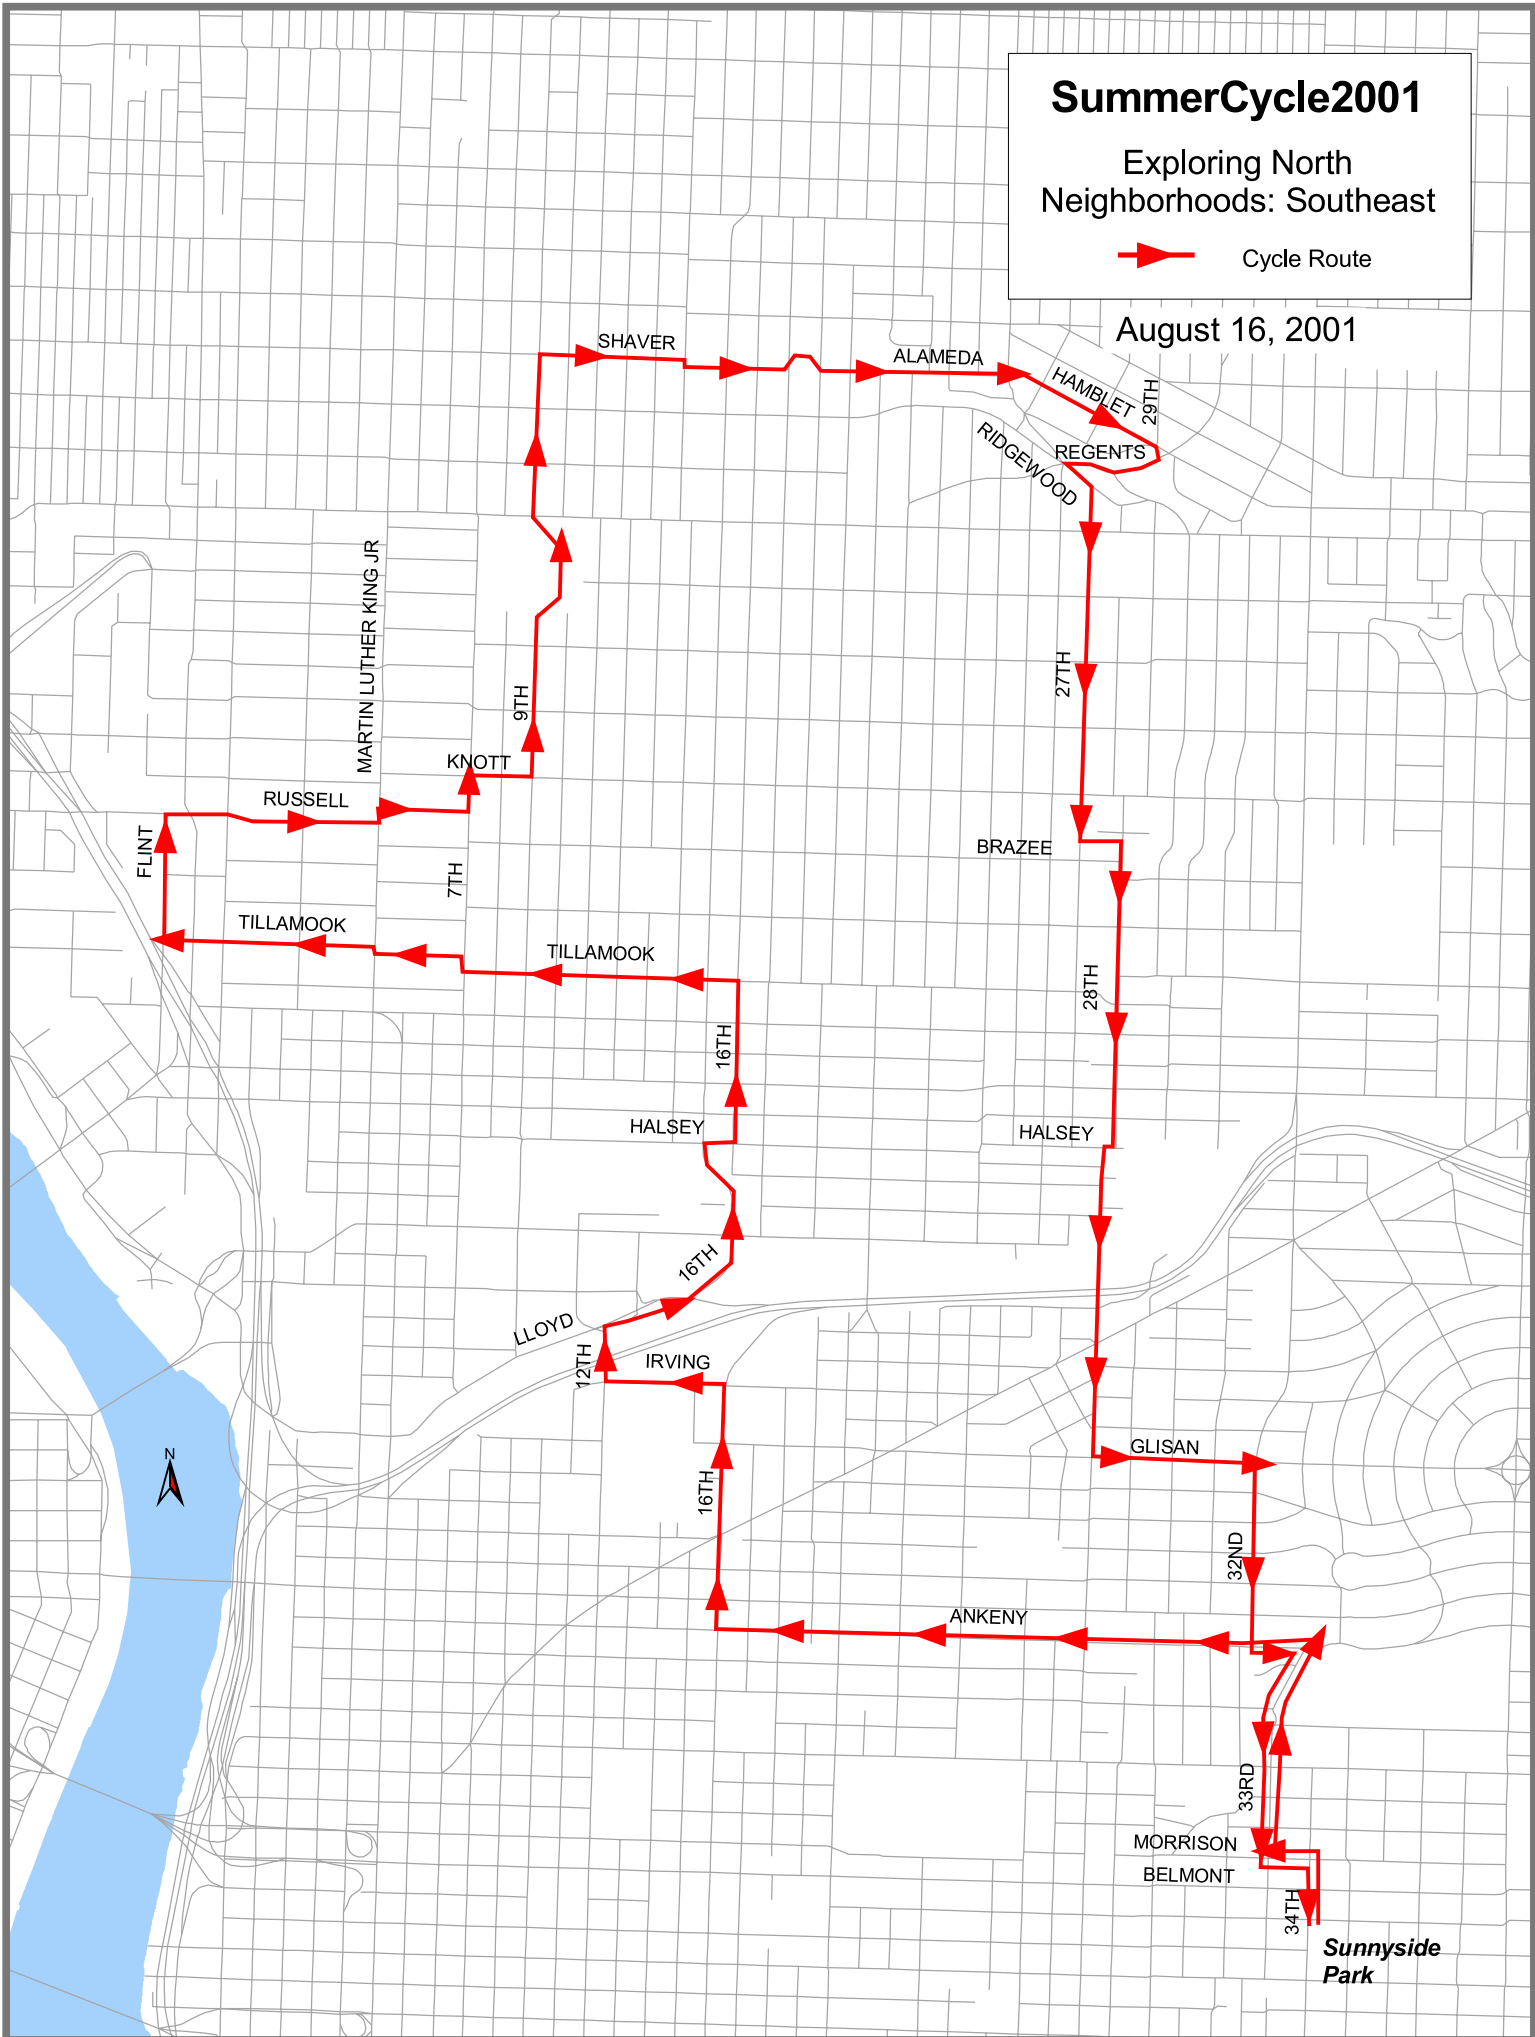 SummerCycle2001
Exploring North
Neighborhoods: Southeast
Cycle Route
August 16, 2001
SHAVER
ALAMEDA
HAMBLET
29TH
REGENTS
RIDGEWOOD
MARTIN LUTHER KING JR
27TH
9TH
KNOTT
RUSSELL
FLINT
BRAZEE
7TH
TILLAMOOK
TILLAMOOK
28TH
16TH
HALSEY
HALSEY
16TH
LLOYD
12TH
IRVING
GLISAN
N
16TH
32ND
ANKENY
33RD
MORRISON
BELMONT
34TH
Sunnyside
Park